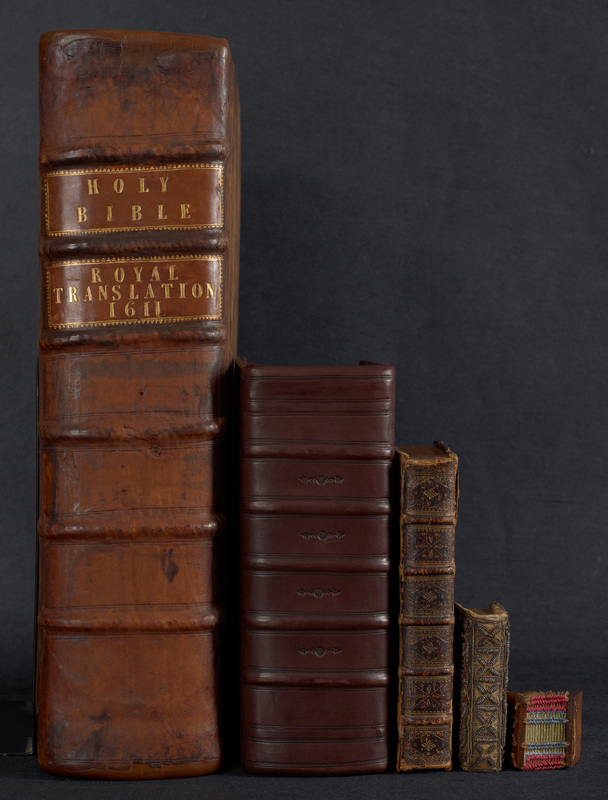 HOLY
BIBLE
ROYAL
TRANSLATION
1611